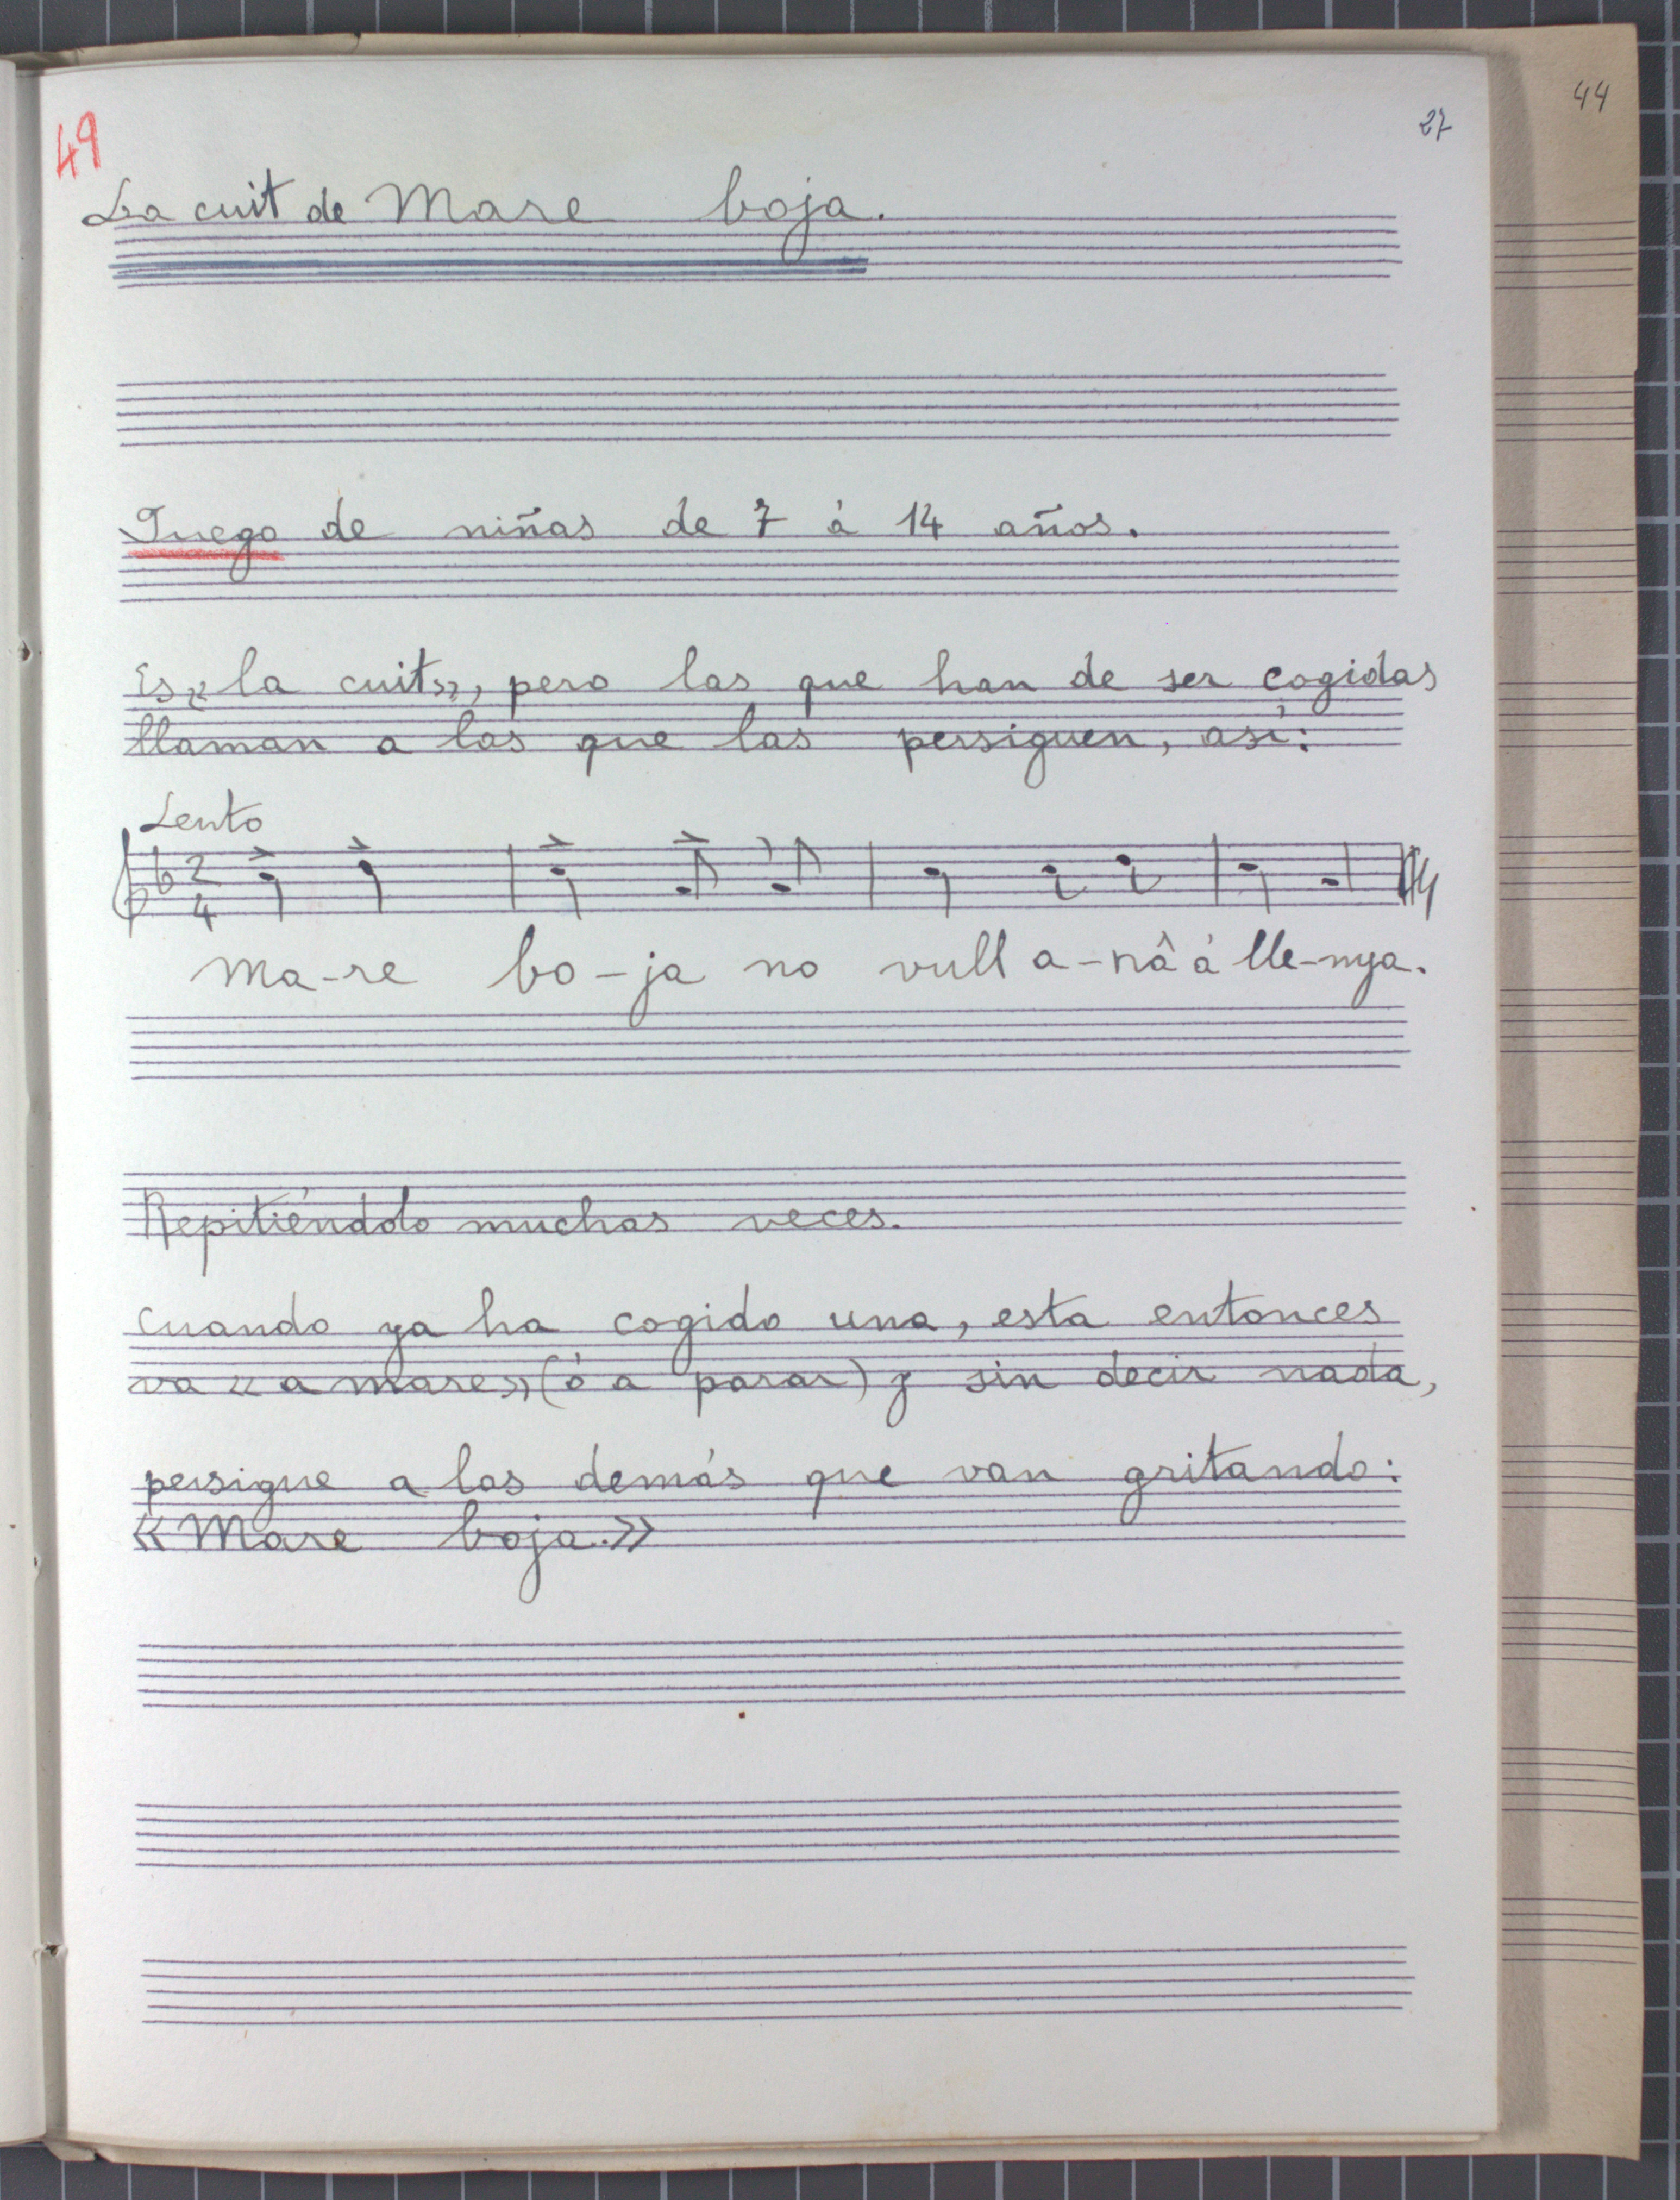 49
27
44
La cuit de Mare boja.
Juego de niñas de 7 à 14 años.
Es «la cuit», pero las que han de ser cogidas
llaman a las que las persiguen, así:
Lento
2
4
Ma-re bo-ja no vull a-nâ à lle-nya.
Repitiéndolo muchas veces.
Cuando ya ha cogido una, esta entonces
va «a mare» (ó a parar) y sin decir nada,
persigue a las demás que van gritando:
«Mare boja.»